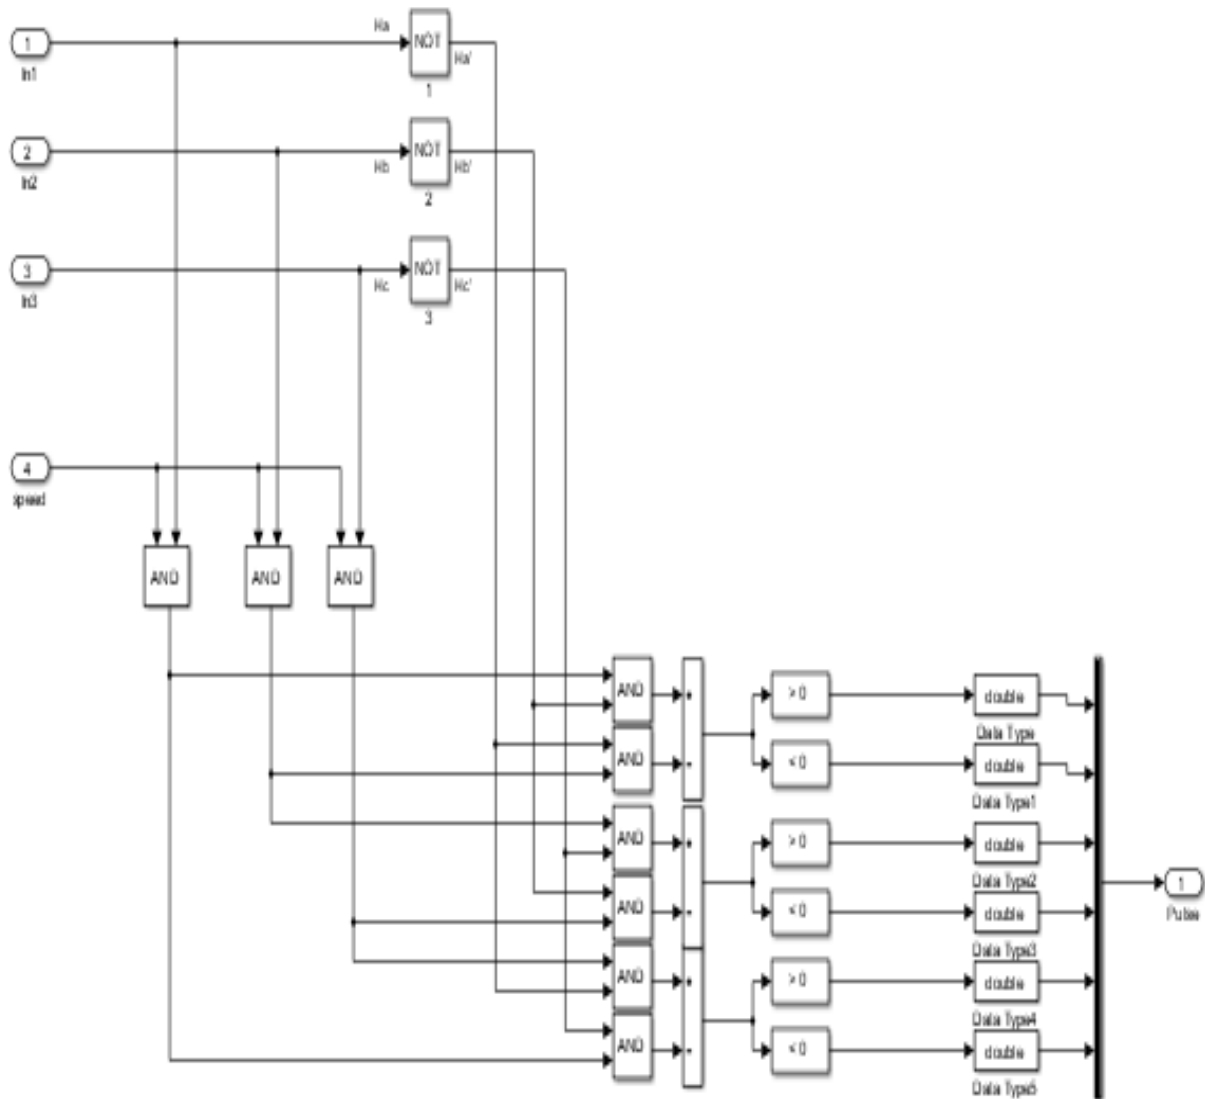 Ha
1
NOT
In1
Ha'
1
2
NOT
In2
Hb
Hb'
2
3
NOT
In3
Hc
Hc'
3
4
speed
AND
AND
AND
AND
> 0
double
Data Type
AND
< 0
double
Data Type1
AND
> 0
double
Data Type2
1
Pulse
AND
< 0
double
Data Type3
AND
> 0
double
Data Type4
AND
< 0
double
Data Type5